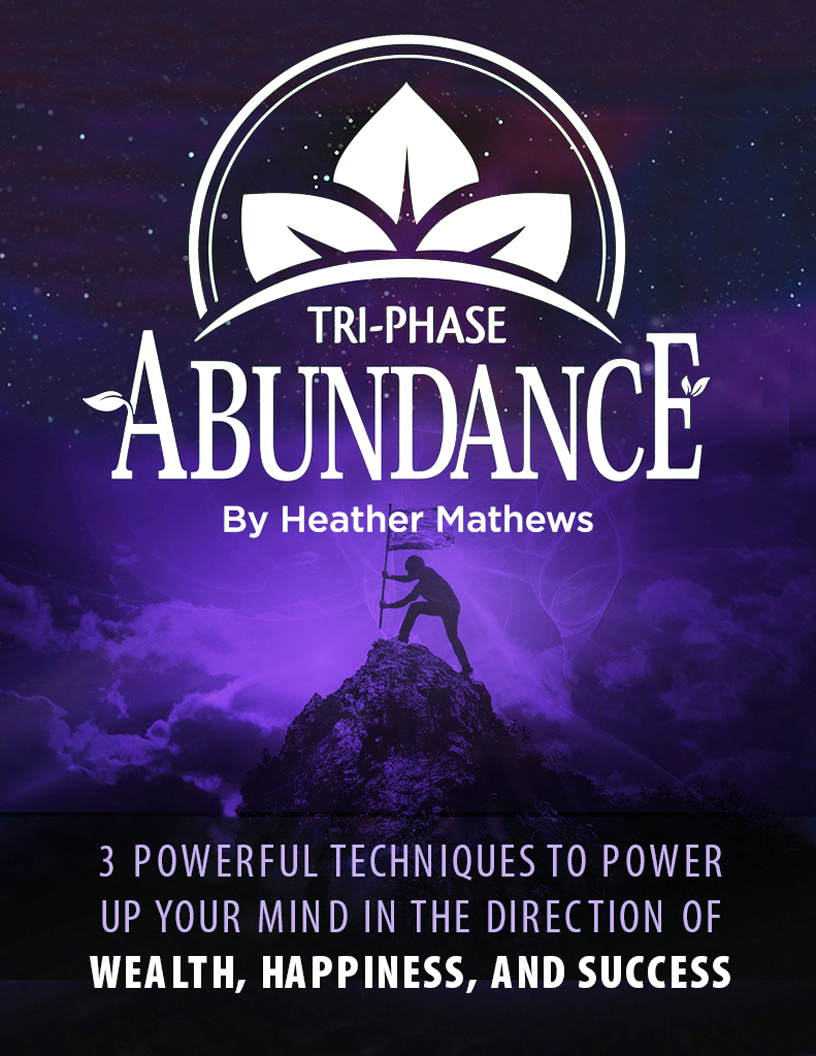 TRI-PHASE
ABUNDANCE
By Heather Mathews
3 POWERFUL TECHNIQUES TO POWER
UP YOUR MIND IN THE DIRECTION OF
WEALTH, HAPPINESS, AND SUCCESS